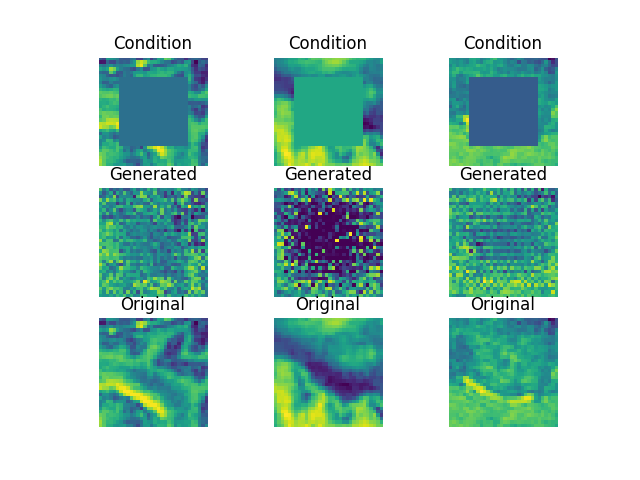 Condition Condition Condition
Generated Generated Generated
Original Original Original